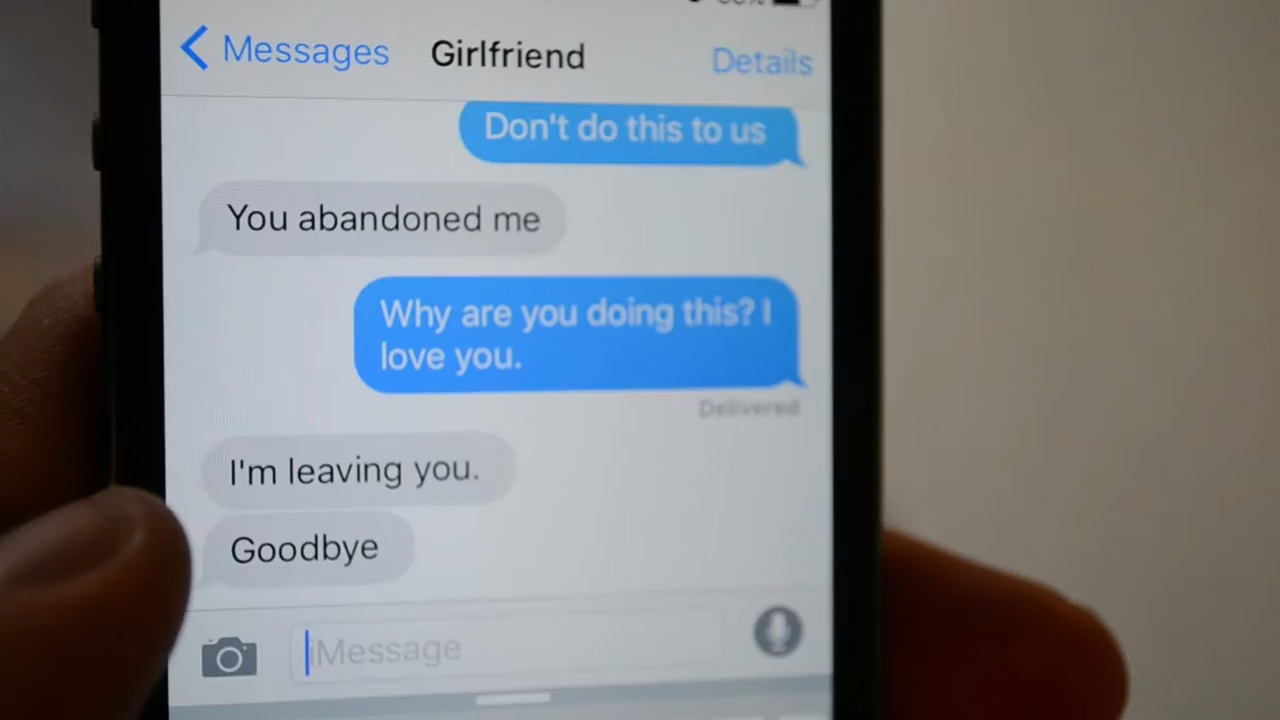 Messages
Girlfriend
Details
Don't do this to us
You abandoned me
Why are you doing this? I
love you.
Delivered
I'm leaving you.
Goodbye
iMessage